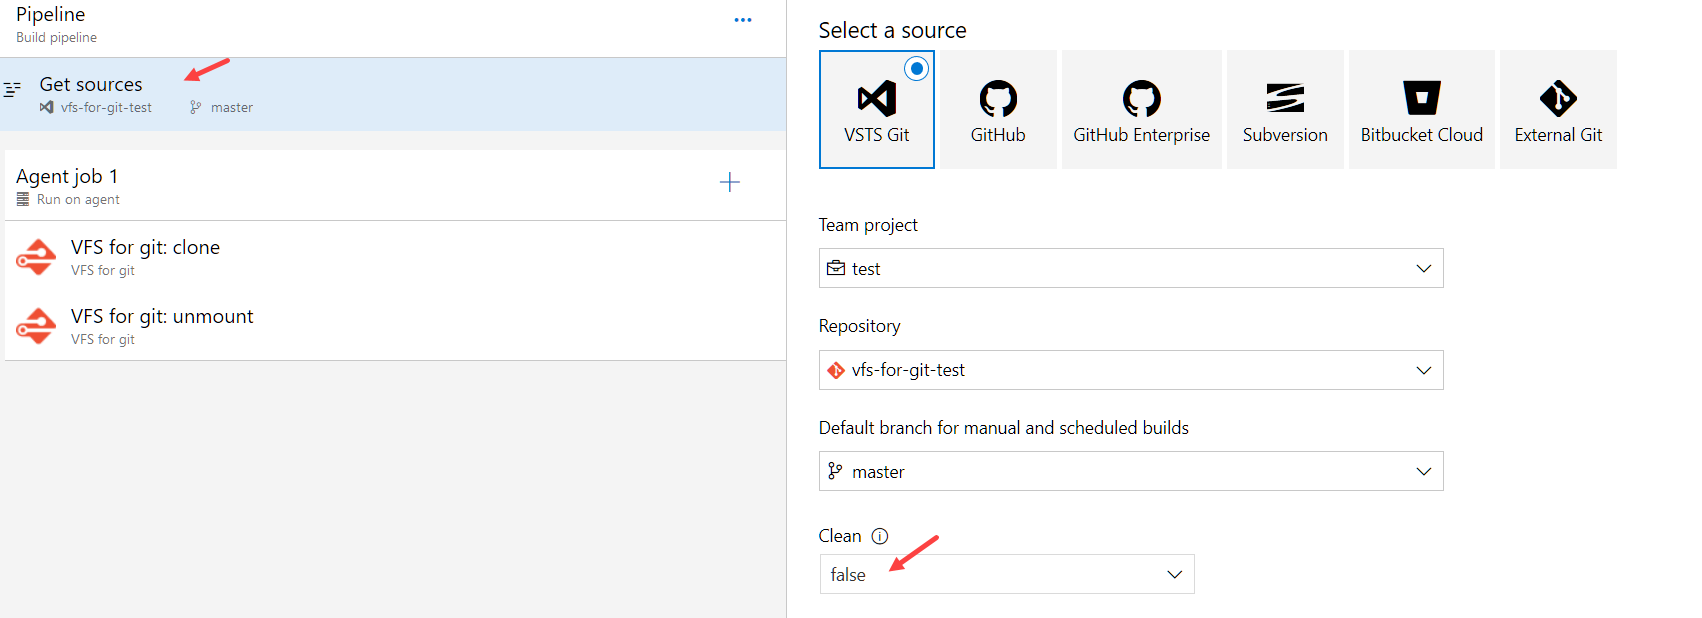 Pipeline
Build pipeline
Get sources
vfs-for-git-test master
Agent job 1
Run on agent
VFS for git: clone
VFS for git
VFS for git: unmount
VFS for git
Select a source
VSTS Git
GitHub
GitHub Enterprise
Subversion
Bitbucket Cloud
External Git
Team project
test
Repository
vfs-for-git-test
Default branch for manual and scheduled builds
master
Clean
false